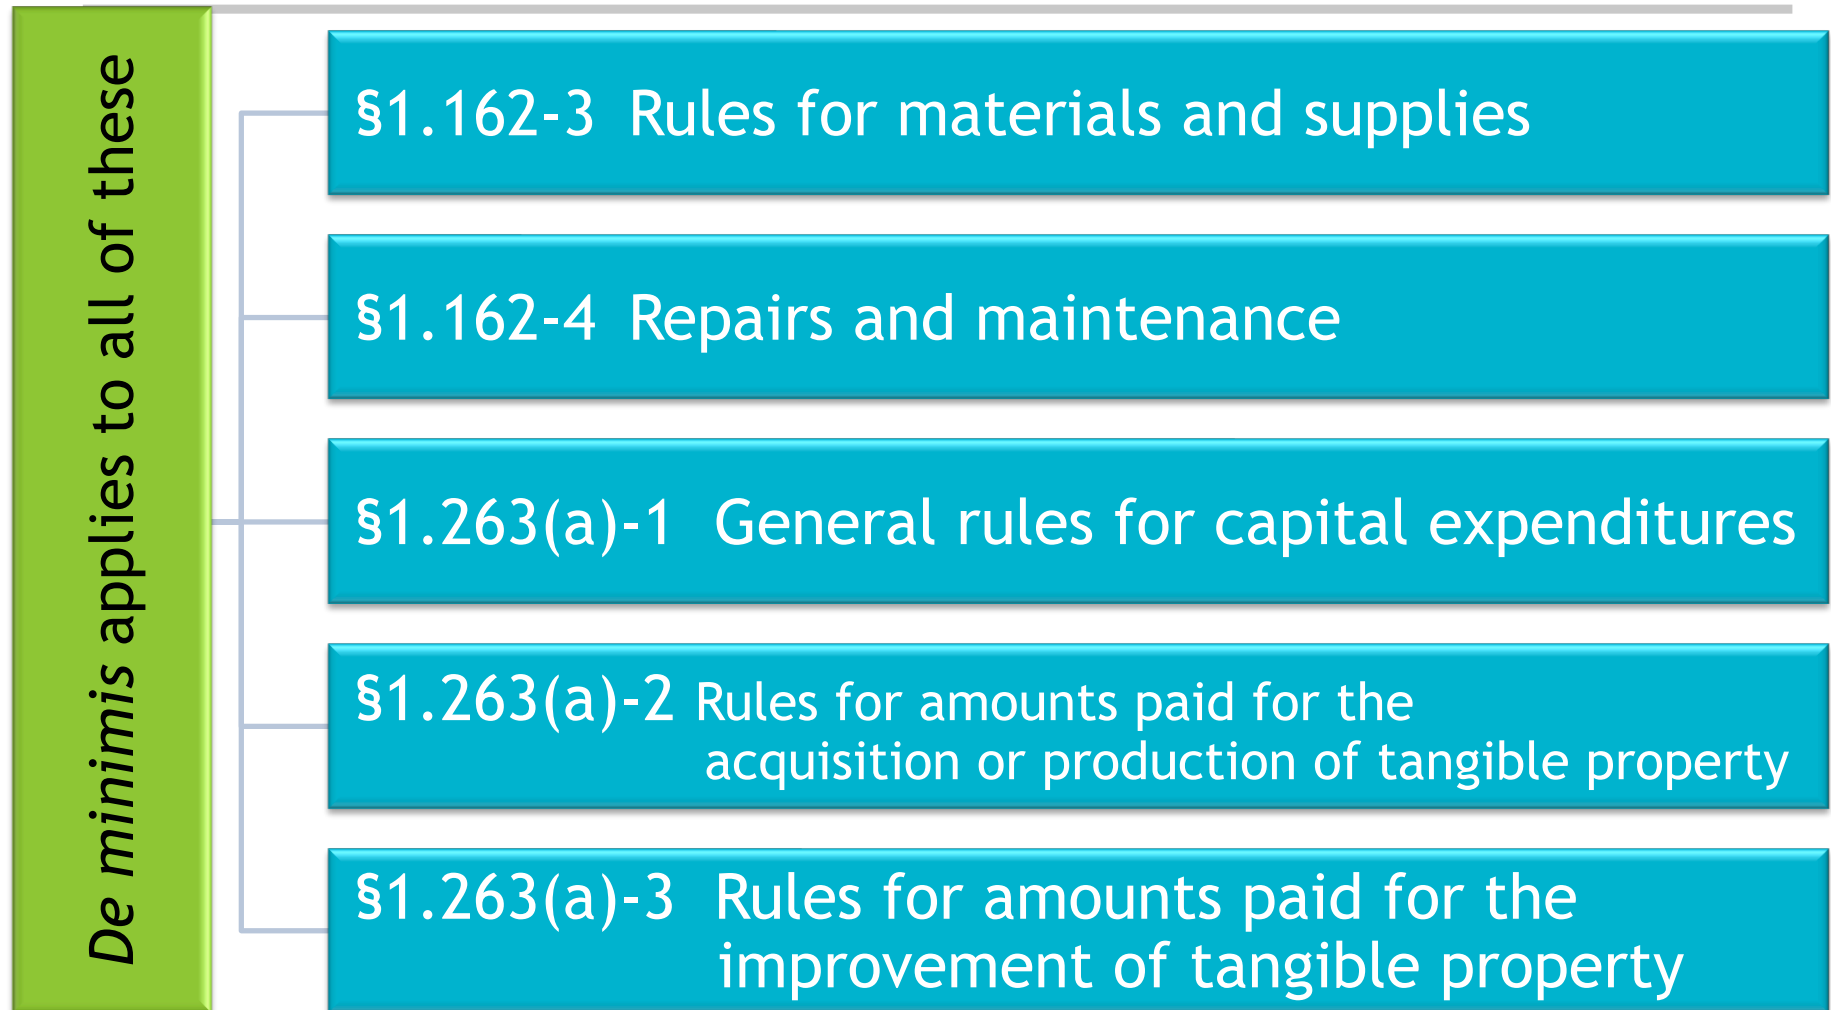 De minimis applies to all of these
§1.162-3 Rules for materials and supplies
§1.162-4 Repairs and maintenance
§1.263(a)-1 General rules for capital expenditures
§1.263(a)-2 Rules for amounts paid for the
acquisition or production of tangible property
§1.263(a)-3 Rules for amounts paid for the
improvement of tangible property